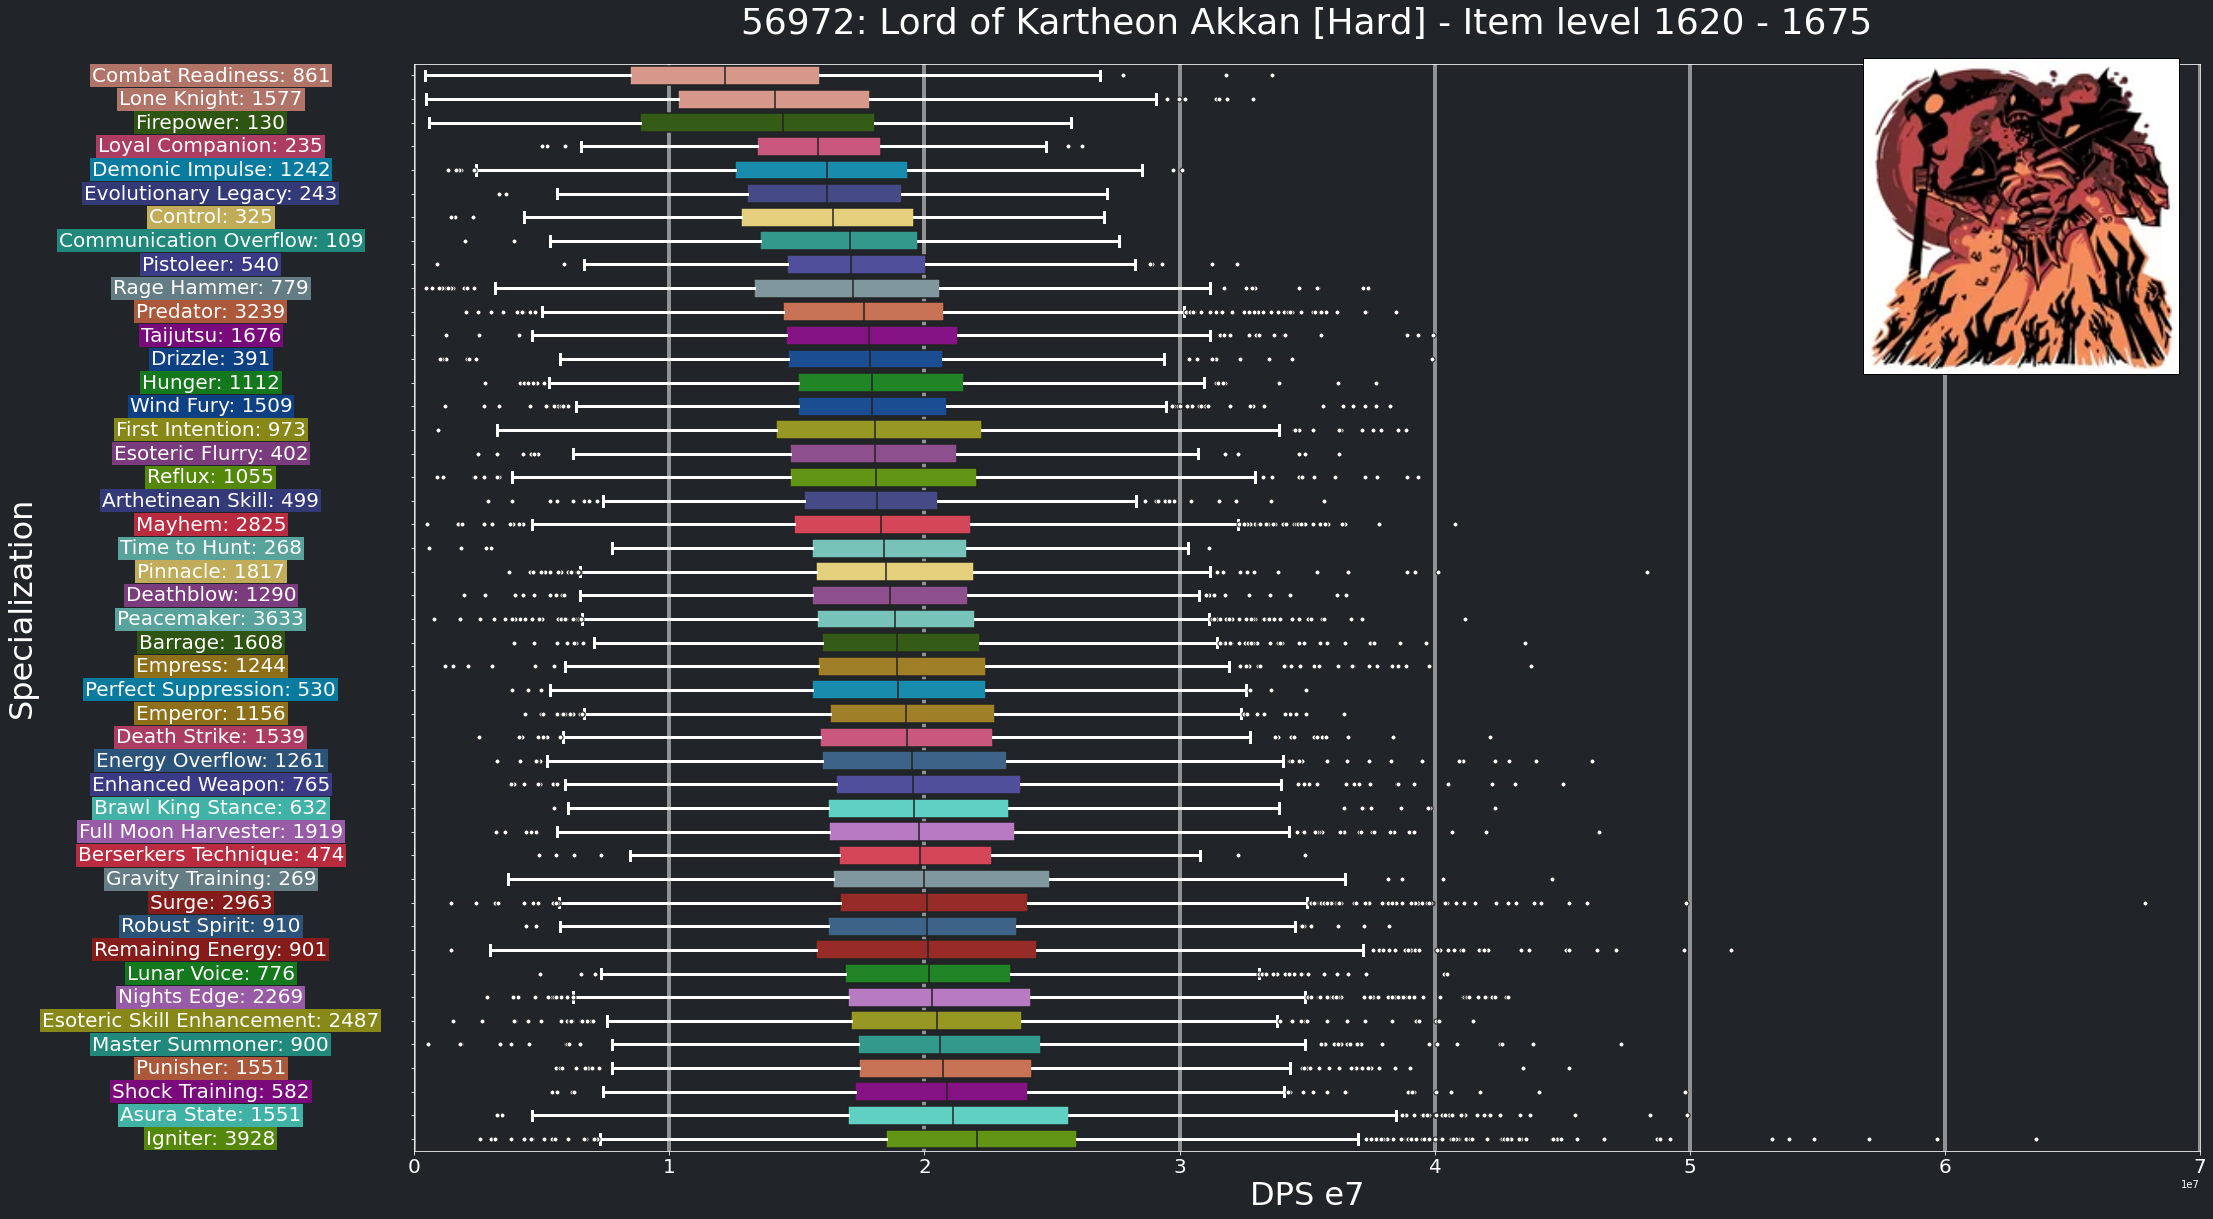 56972: Lord of Kartheon Akkan [Hard] - Item level 1620 - 1675
Specialization
Combat Readiness: 861
Lone Knight: 1577
Firepower: 130
Loyal Companion: 235
Demonic Impulse: 1242
Evolutionary Legacy: 243
Control: 325
Communication Overflow: 109
Pistoleer: 540
Rage Hammer: 779
Predator: 3239
Taijutsu: 1676
Drizzle: 391
Hunger: 1112
Wind Fury: 1509
First Intention: 973
Esoteric Flurry: 402
Reflux: 1055
Arthetinean Skill: 499
Mayhem: 2825
Time to Hunt: 268
Pinnacle: 1817
Deathblow: 1290
Peacemaker: 3633
Barrage: 1608
Empress: 1244
Perfect Suppression: 530
Emperor: 1156
Death Strike: 1539
Energy Overflow: 1261
Enhanced Weapon: 765
Brawl King Stance: 632
Full Moon Harvester: 1919
Berserkers Technique: 474
Gravity Training: 269
Surge: 2963
Robust Spirit: 910
Remaining Energy: 901
Lunar Voice: 776
Nights Edge: 2269
Esoteric Skill Enhancement: 2487
Master Summoner: 900
Punisher: 1551
Shock Training: 582
Asura State: 1551
Igniter: 3928
0 1 2 3 4 5 6 7
1e7
DPS e7